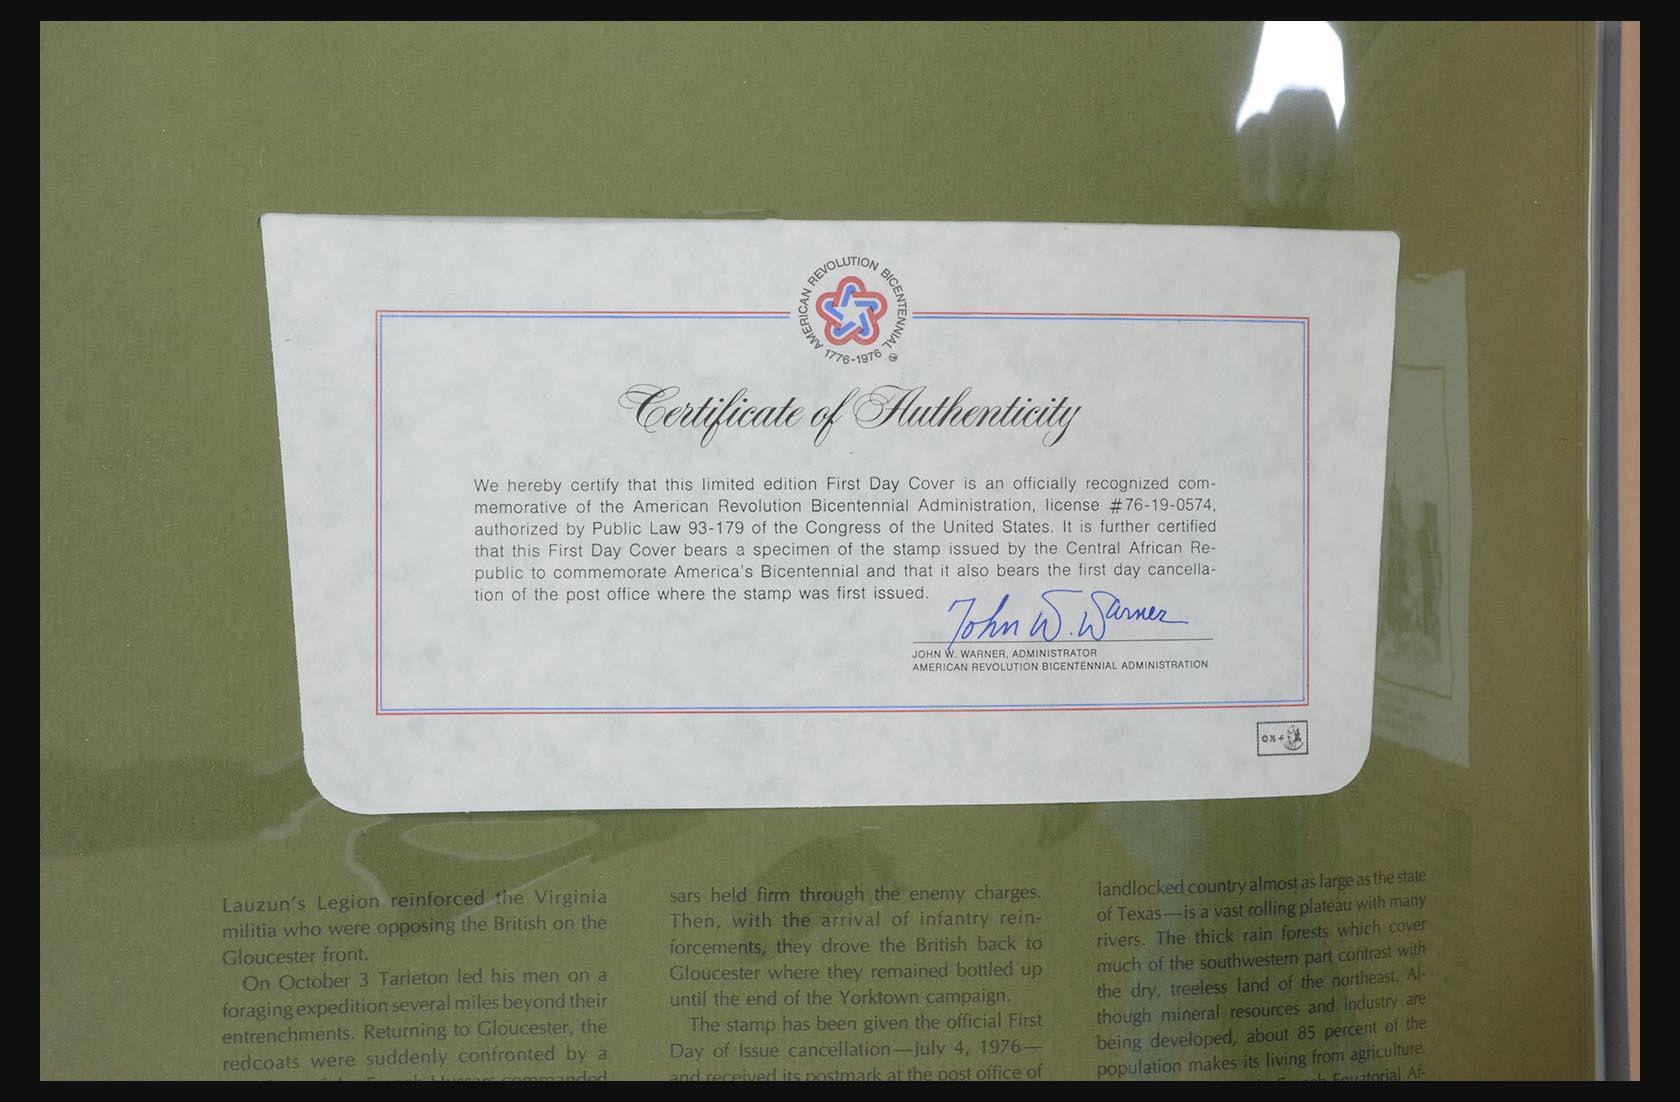 AMERICAN REVOLUTION BICENTENNIAL
1776-1976
Certificate of Authenticity
We hereby certify that this limited edition First Day Cover is an officially recognized com-
memorative of the American Revolution Bicentennial Administration, license #76-19-0574,
authorized by Public Law 93-179 of the Congress of the United States. It is further certified
that this First Day Cover bears a specimen of the stamp issued by the Central African Re-
public to commemorate America's Bicentennial and that it also bears the first day cancella-
tion of the post office where the stamp was first issued.
John W. Warner
JOHN W. WARNER, ADMINISTRATOR
AMERICAN REVOLUTION BICENTENNIAL ADMINISTRATION
Lauzun's Legion reinforced the Virginia
militia who were opposing the British on the
Gloucester front.
On October 3 Tarleton led his men on a
foraging expedition several miles beyond their
entrenchments. Returning to Gloucester, the
redcoats were suddenly confronted by a
sars held firm through the enemy charges.
Then, with the arrival of infantry rein-
forcements, they drove the British back to
Gloucester where they remained bottled up
until the end of the Yorktown campaign.
The stamp has been given the official First
Day of Issue cancellation—July 4, 1976—
and received its postmark at the post office of
landlocked country almost as large as the state
of Texas—is a vast rolling plateau with many
rivers. The thick rain forests which cover
much of the southwestern part contrast with
the dry, treeless land of the northeast. Al-
though mineral resources and industry are
being developed, about 85 percent of the
population makes its living from agriculture.
Equatorial Af-